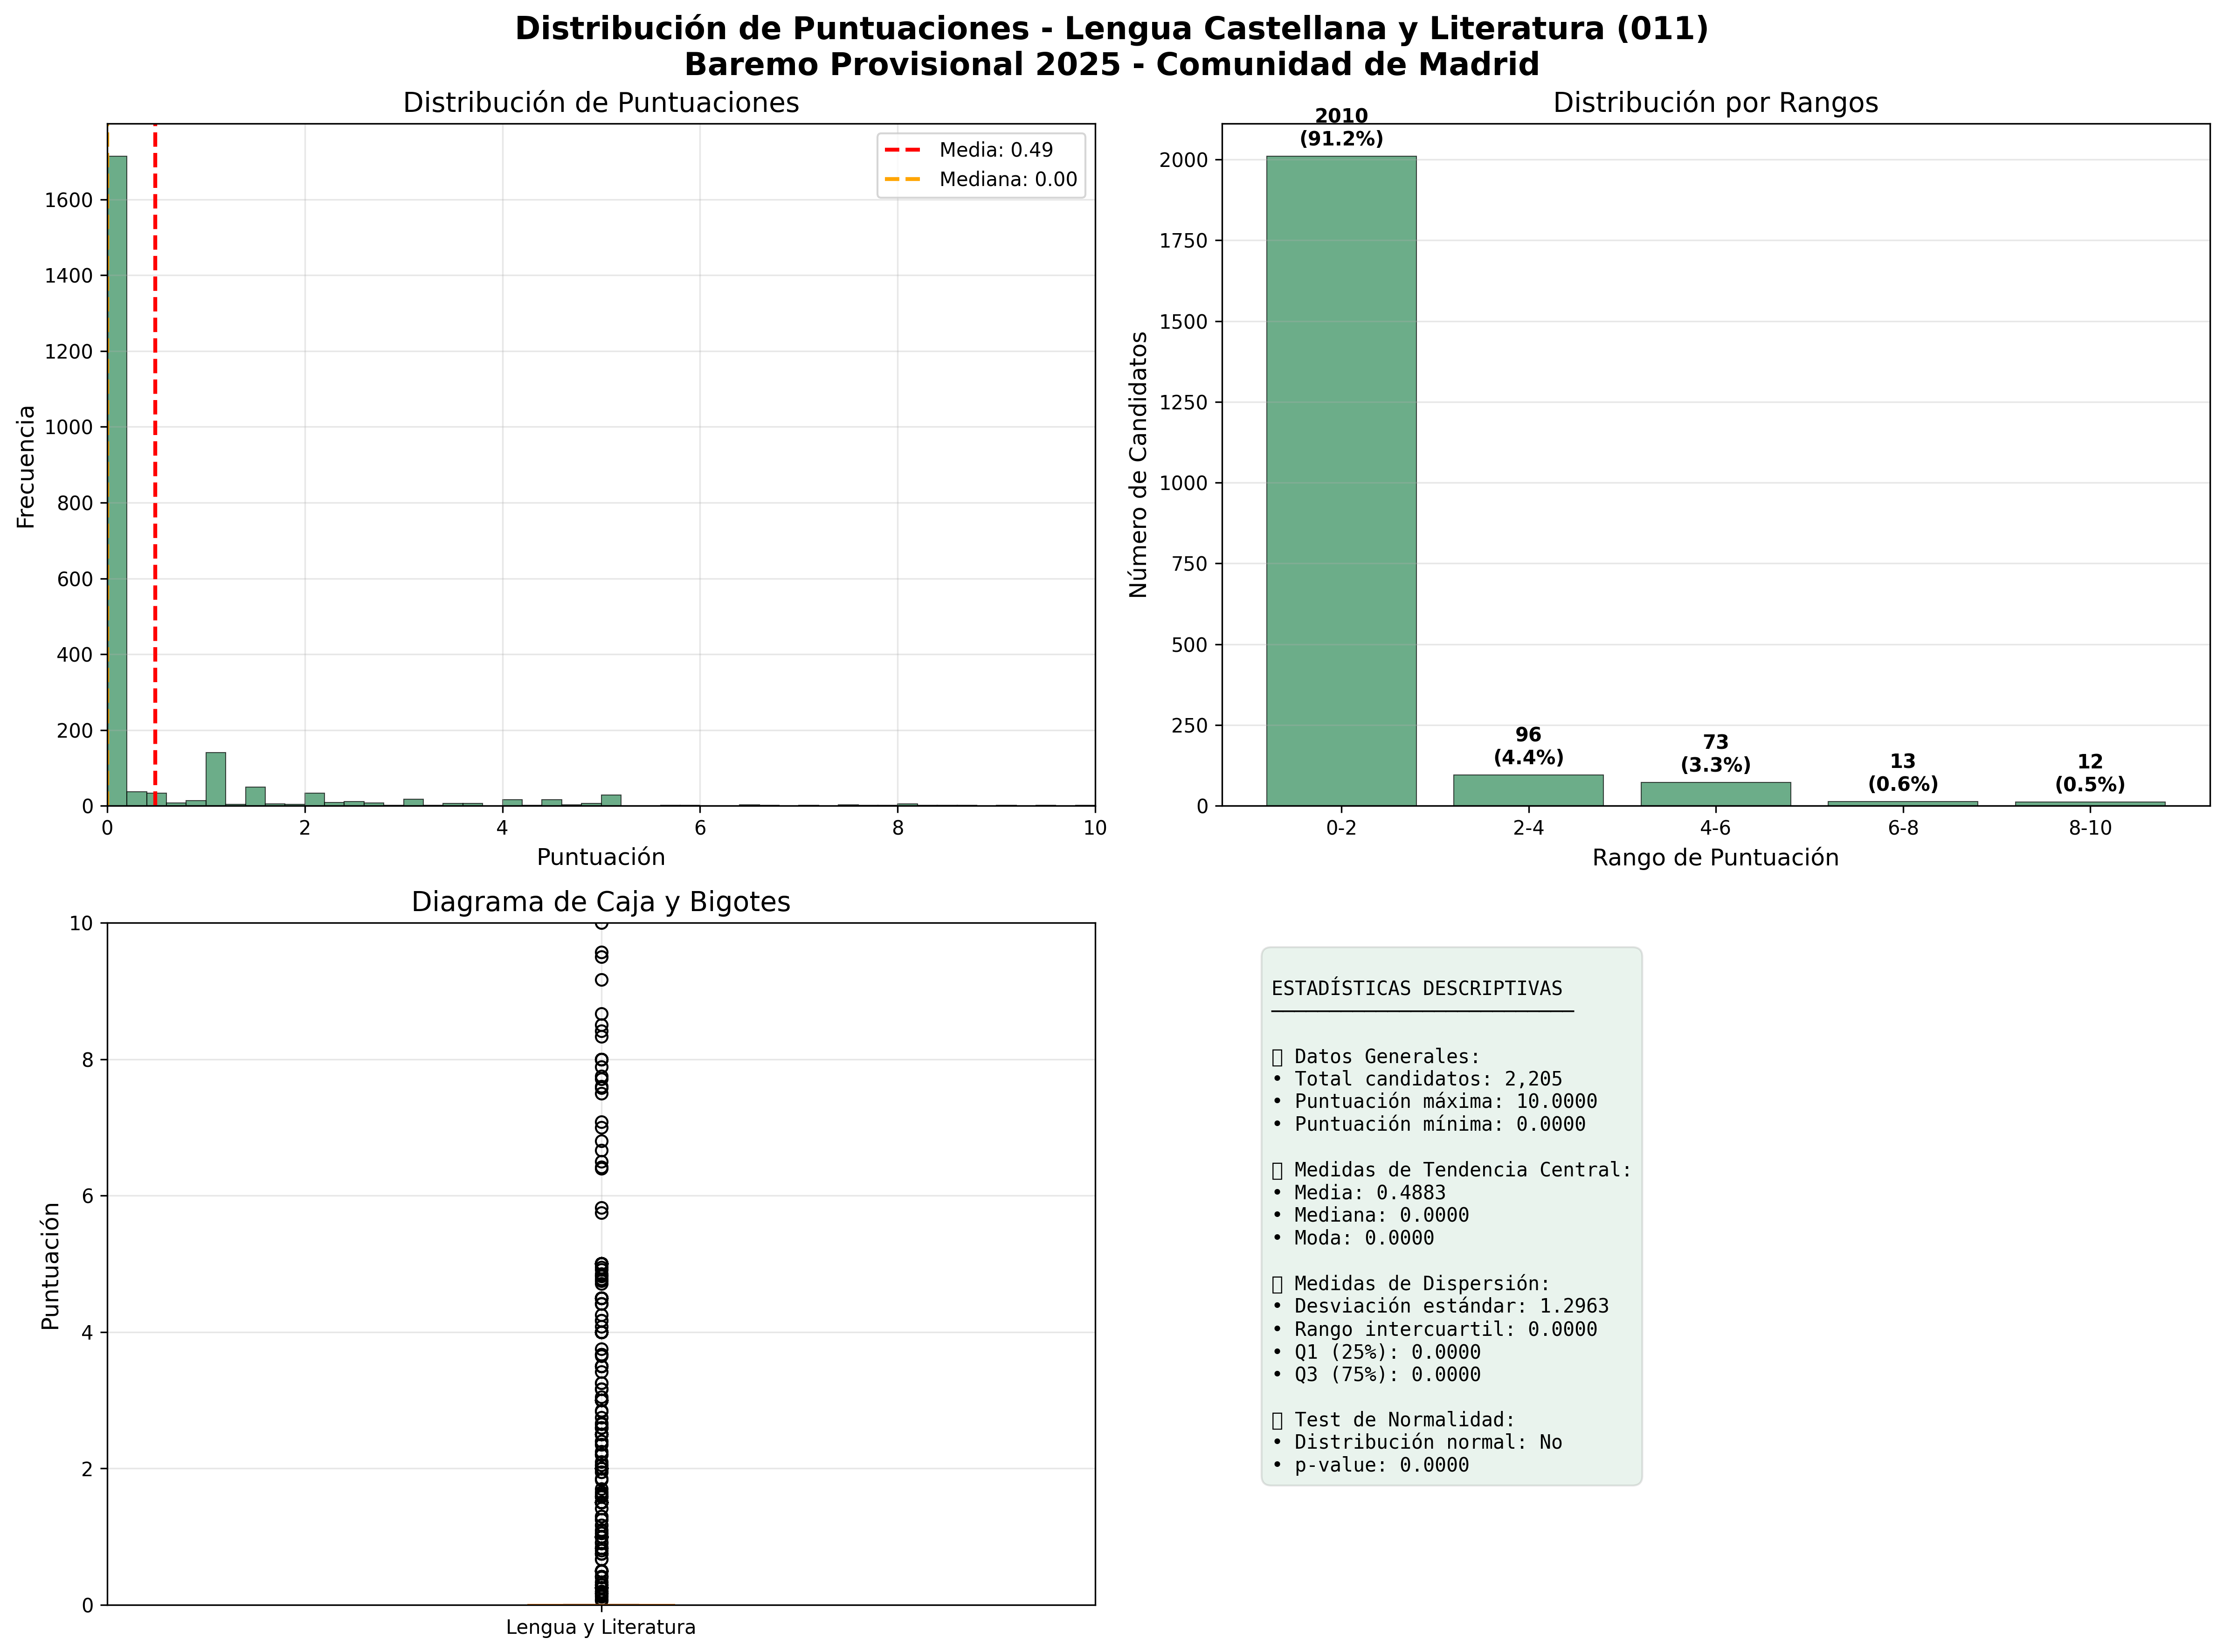 Distribución de Puntuaciones - Lengua Castellana y Literatura (011)
Baremo Provisional 2025 - Comunidad de Madrid
Distribución de Puntuaciones
Frecuencia
1600
1400
1200
1000
800
600
400
200
0
Media: 0.49
Mediana: 0.00
0 2 4 6 8 10
Puntuación
Distribución por Rangos
Número de Candidatos
2000
1750
1500
1250
1000
750
500
250
0
2010
(91.2%)
96
(4.4%)
73
(3.3%)
13
(0.6%)
12
(0.5%)
0-2 2-4 4-6 6-8 8-10
Rango de Puntuación
Diagrama de Caja y Bigotes
Puntuación
10
8
6
4
2
0
Lengua y Literatura
ESTADÍSTICAS DESCRIPTIVAS
Datos Generales:
• Total candidatos: 2,205
• Puntuación máxima: 10.0000
• Puntuación mínima: 0.0000
Medidas de Tendencia Central:
• Media: 0.4883
• Mediana: 0.0000
• Moda: 0.0000
Medidas de Dispersión:
• Desviación estándar: 1.2963
• Rango intercuartil: 0.0000
• Q1 (25%): 0.0000
• Q3 (75%): 0.0000
Test de Normalidad:
• Distribución normal: No
• p-value: 0.0000